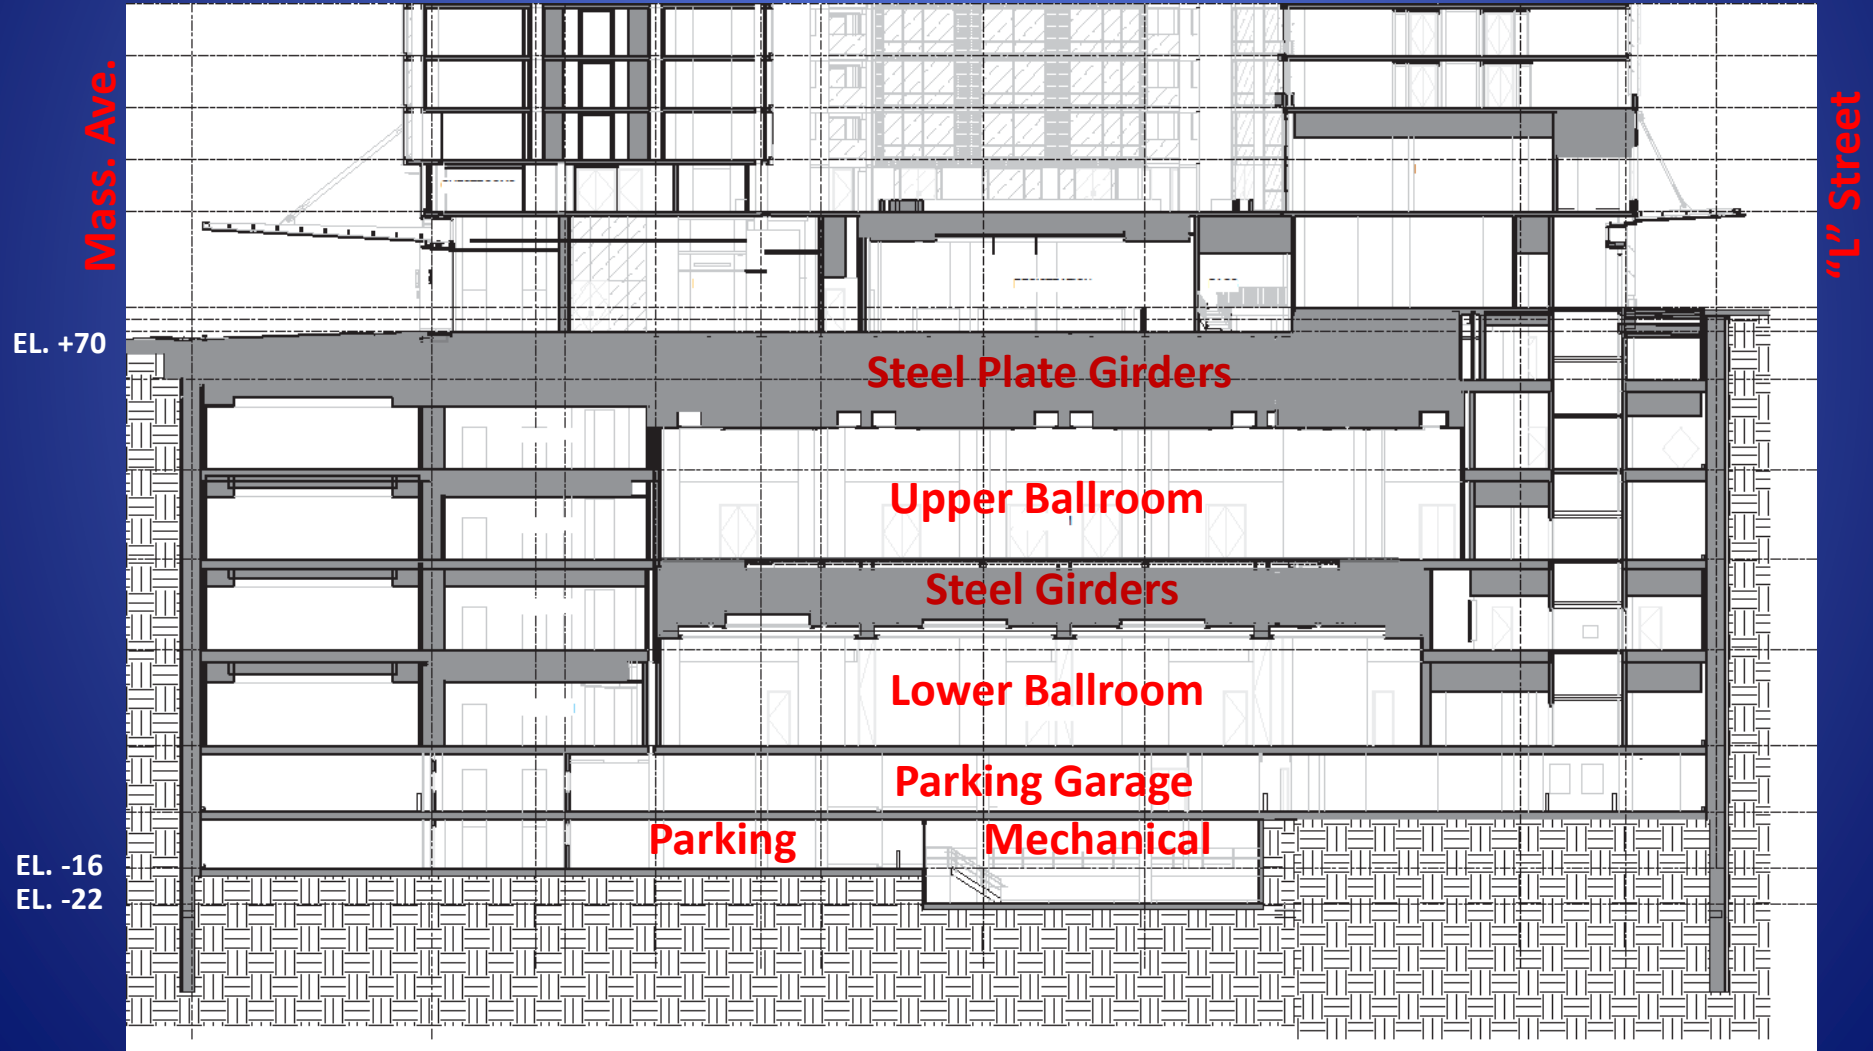 Mass. Ave.
“L” Street
EL. +70
Steel Plate Girders
Upper Ballroom
Steel Girders
Lower Ballroom
Parking Garage
Parking
Mechanical
EL. -16
EL. -22